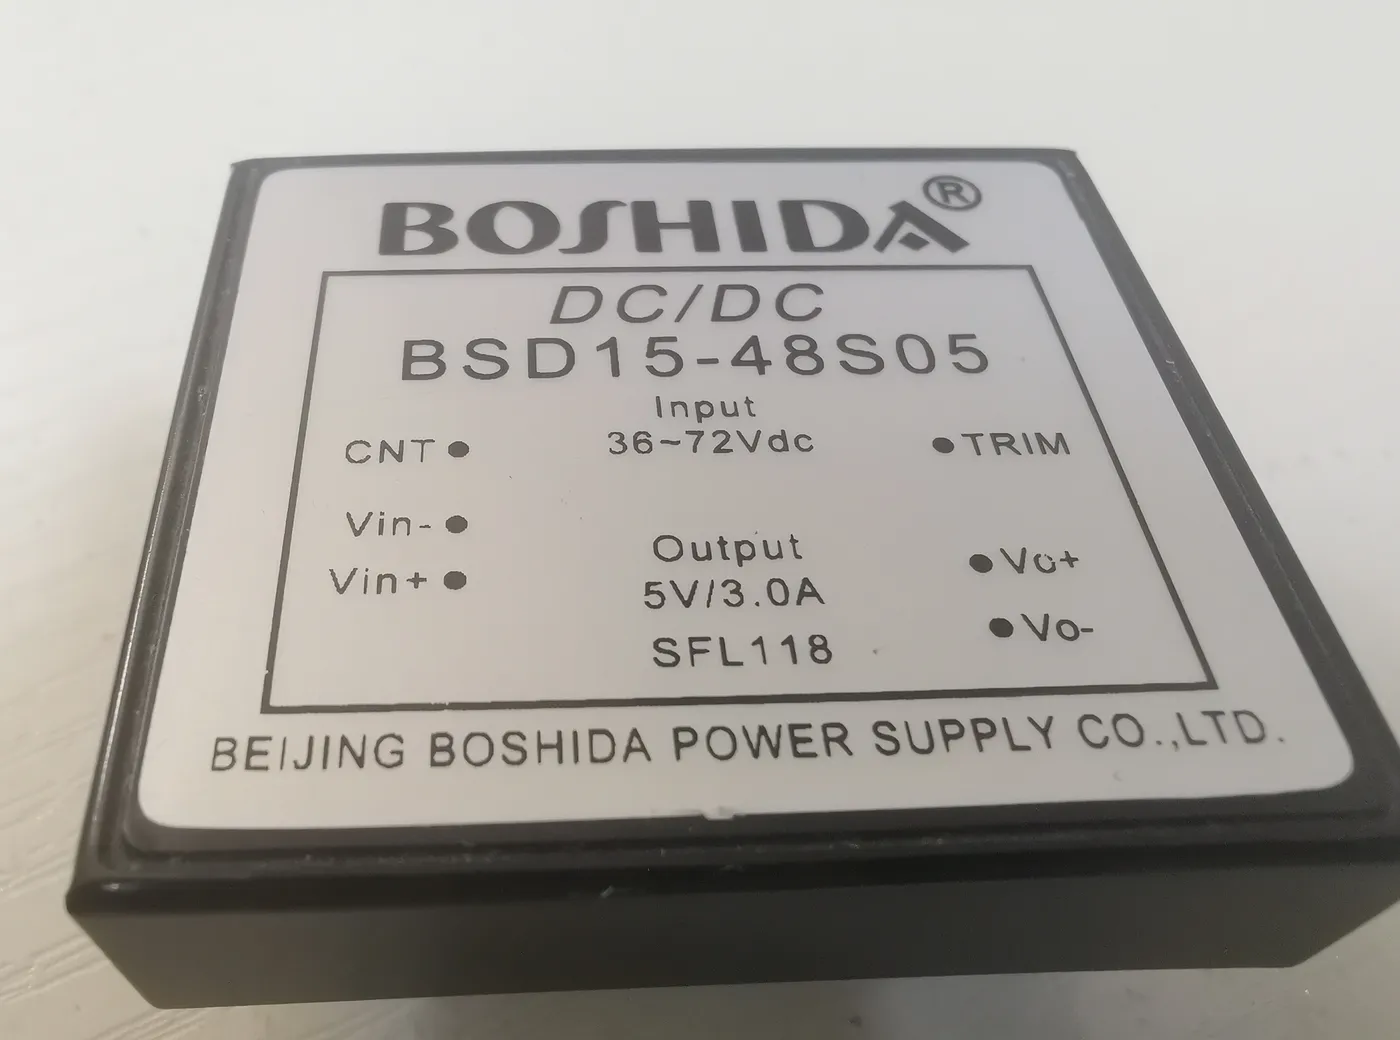 BOSHIDA®
DC/DC
BSD15-48S05
Input
CNT ● 36~72Vdc ● TRIM
Vin- ●
Output ● Vo+
Vin+ ● 5V/3.0A
SFL118 ● Vo-
BEIJING BOSHIDA POWER SUPPLY CO.,LTD.